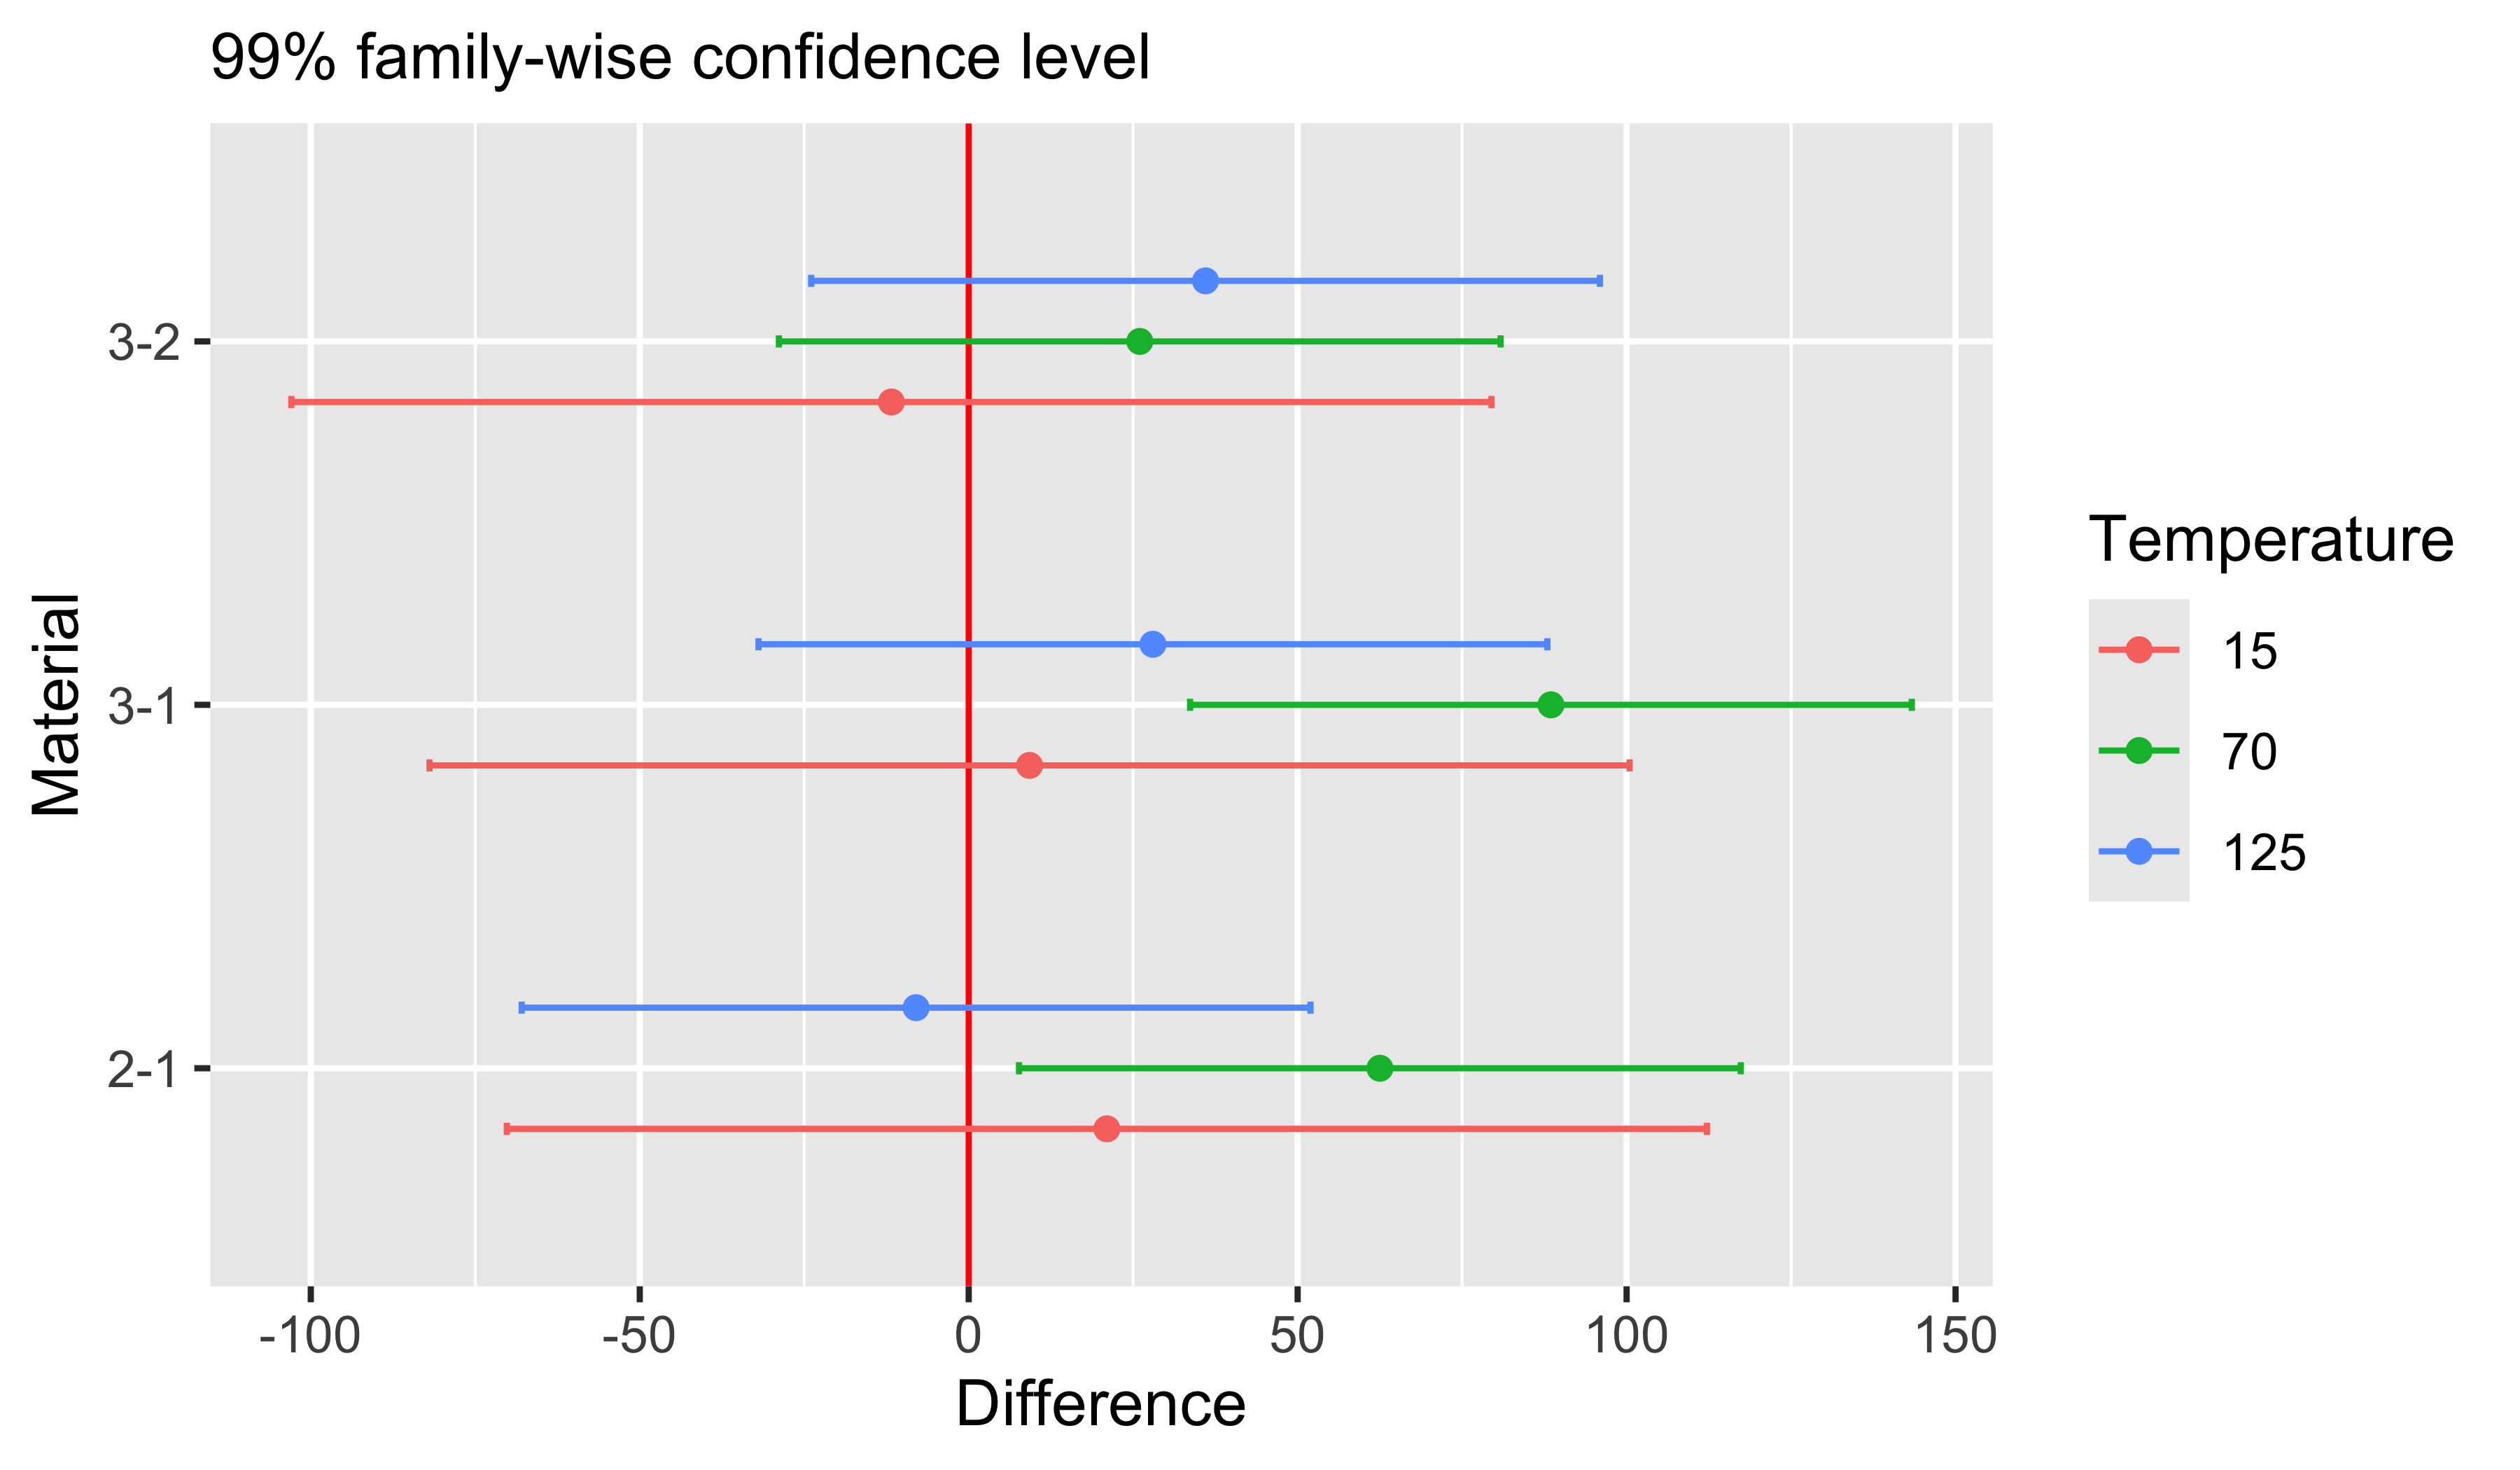 99% family-wise confidence level
Material
3-2
3-1
2-1
-100 -50 0 50 100 150
Difference
Temperature
15
70
125